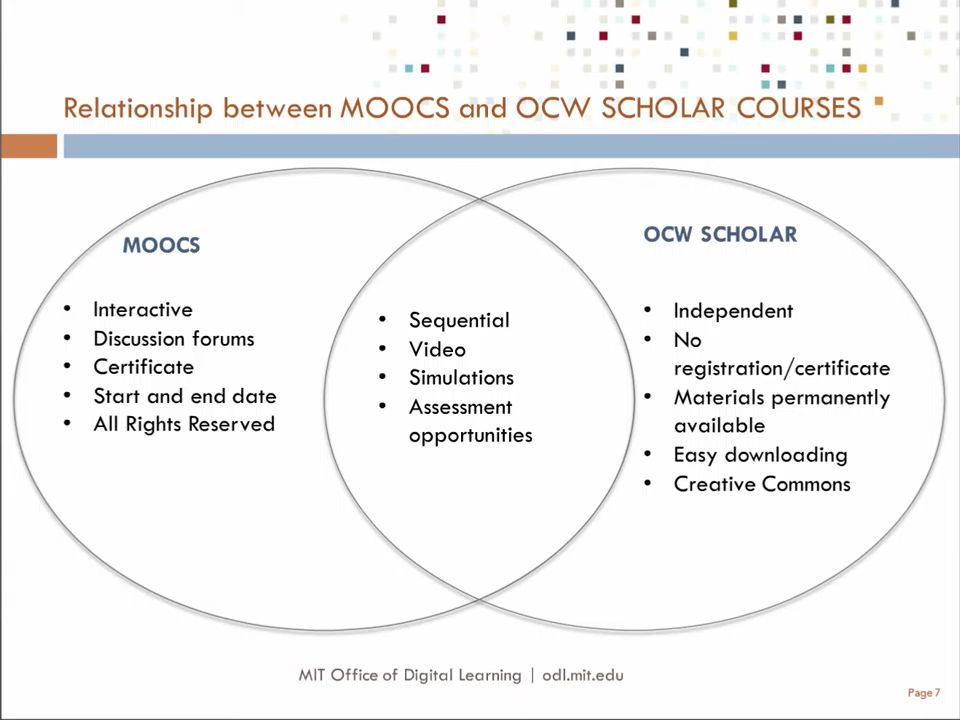 Relationship between MOOCS and OCW SCHOLAR COURSES
MOOCS
• Interactive
• Discussion forums
• Certificate
• Start and end date
• All Rights Reserved
• Sequential
• Video
• Simulations
• Assessment
opportunities
OCW SCHOLAR
• Independent
• No
registration/certificate
• Materials permanently
available
• Easy downloading
• Creative Commons
MIT Office of Digital Learning | odl.mit.edu
Page 7